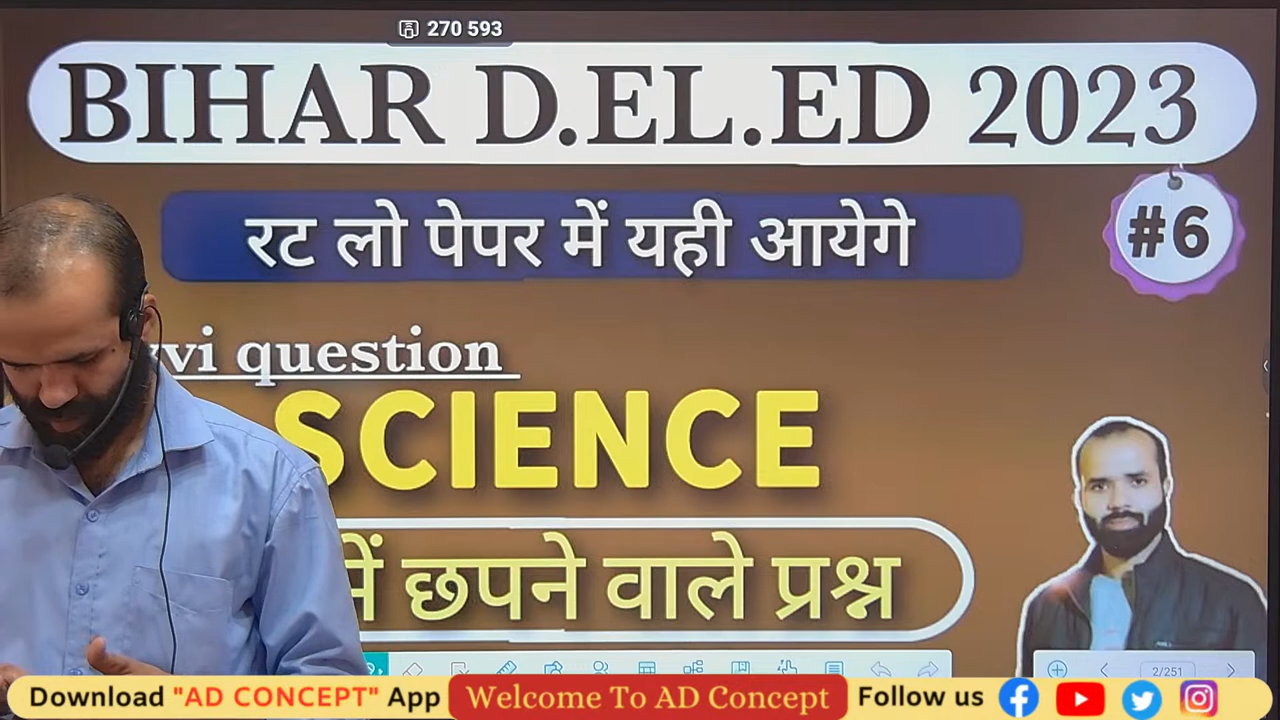 270 593
BIHAR D.EL.ED 2023
रट लो पेपर में यही आयेगे
#6
vvi question
SCIENCE
में छपने वाले प्रश्न
2/251
Download "AD CONCEPT" App
Welcome To AD Concept
Follow us